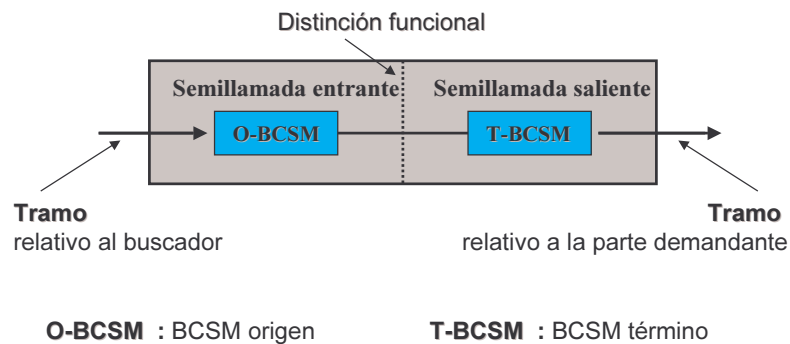 Distinción funcional
Semillamada entrante
Semillamada saliente
O-BCSM
T-BCSM
Tramo
relativo al buscador
Tramo
relativo a la parte demandante
O-BCSM : BCSM origen
T-BCSM : BCSM término